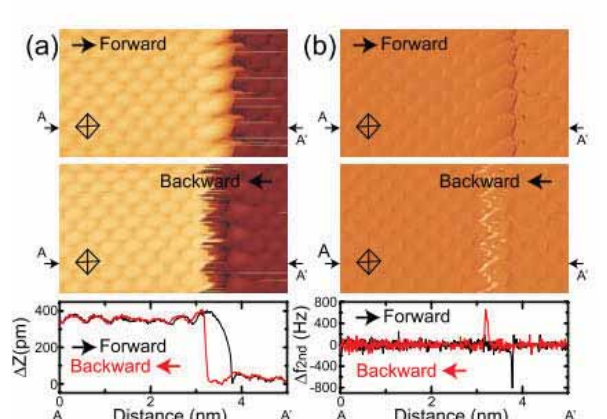 (a) → Forward
A
A'
Backward ←
A
A'
ΔZ(pm)
400
200
0
→ Forward
Backward ←
0 2 4
A Distance (nm) A'
(b) → Forward
A
A'
Backward ←
A
A'
Δf2nd (Hz)
800
400
0
-400
-800
→ Forward
Backward ←
0 2 4
A Distance (nm) A'